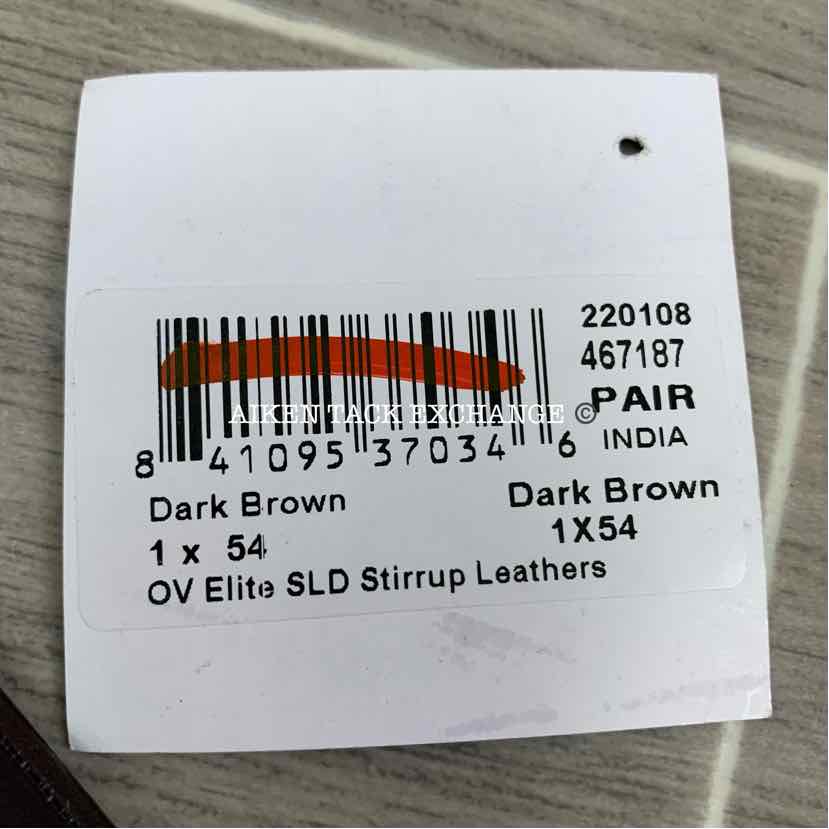 220108
467187
PAIR
INDIA
8 41095 37034 6
AIKEN TACK EXCHANGE ©
Dark Brown
Dark Brown
1 x 54
1X54
OV Elite SLD Stirrup Leathers